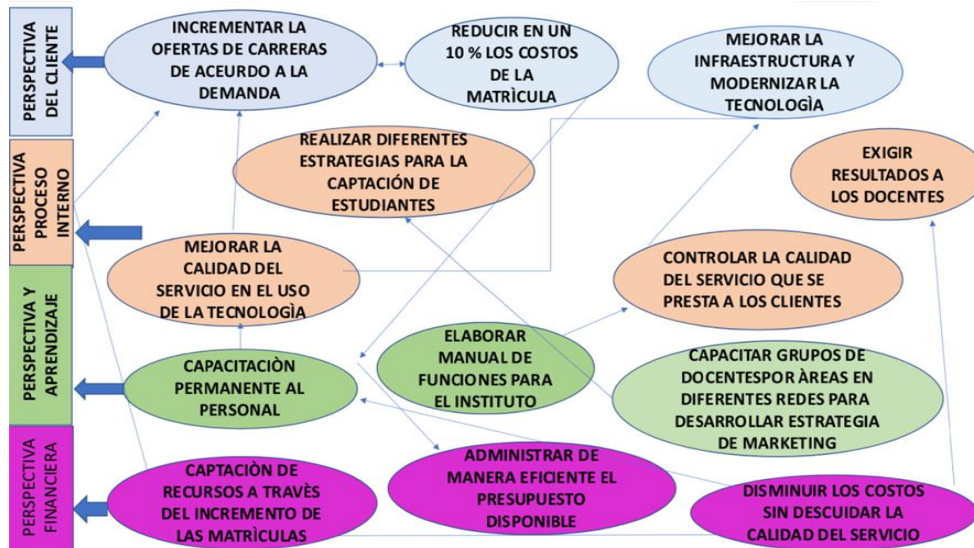 PERSPECTIVA
DEL CLIENTE
INCREMENTAR LA
OFERTAS DE CARRERAS
DE ACEURDO A LA
DEMANDA
REDUCIR EN UN
10 % LOS COSTOS
DE LA
MATRÌCULA
MEJORAR LA
INFRAESTRUCTURA Y
MODERNIZAR LA
TECNOLOGÌA
PERSPECTIVA
PROCESO
INTERNO
REALIZAR DIFERENTES
ESTRATEGIAS PARA LA
CAPTACIÓN DE
ESTUDIANTES
EXIGIR
RESULTADOS A
LOS DOCENTES
MEJORAR LA
CALIDAD DEL
SERVICIO EN EL USO
DE LA TECNOLOGÌA
CONTROLAR LA CALIDAD
DEL SERVICIO QUE SE
PRESTA A LOS CLIENTES
PERSPECTIVA Y
APRENDIZAJE
CAPACITACIÒN
PERMANENTE AL
PERSONAL
ELABORAR
MANUAL DE
FUNCIONES PARA
EL INSTITUTO
CAPACITAR GRUPOS DE
DOCENTESPOR ÀREAS EN
DIFERENTES REDES PARA
DESARROLLAR ESTRATEGIA
DE MARKETING
PERSPECTIVA
FINANCIERA
CAPTACIÒN DE
RECURSOS A TRAVÈS
DEL INCREMENTO DE
LAS MATRÌCULAS
ADMINISTRAR DE
MANERA EFICIENTE EL
PRESUPUESTO
DISPONIBLE
DISMINUIR LOS COSTOS
SIN DESCUIDAR LA
CALIDAD DEL SERVICIO